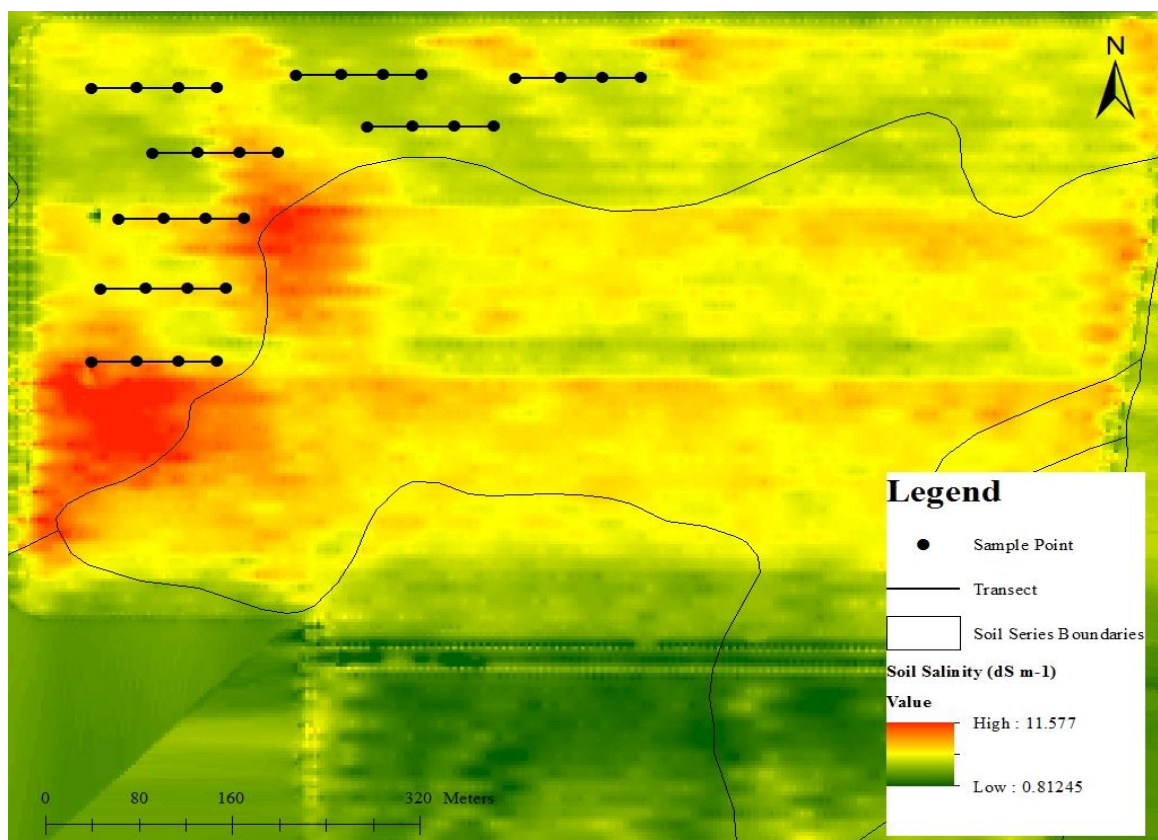 N
Legend
Sample Point
Transect
Soil Series Boundaries
Soil Salinity (dS m-1)
Value
High : 11.577
Low : 0.81245
0 80 160 320 Meters